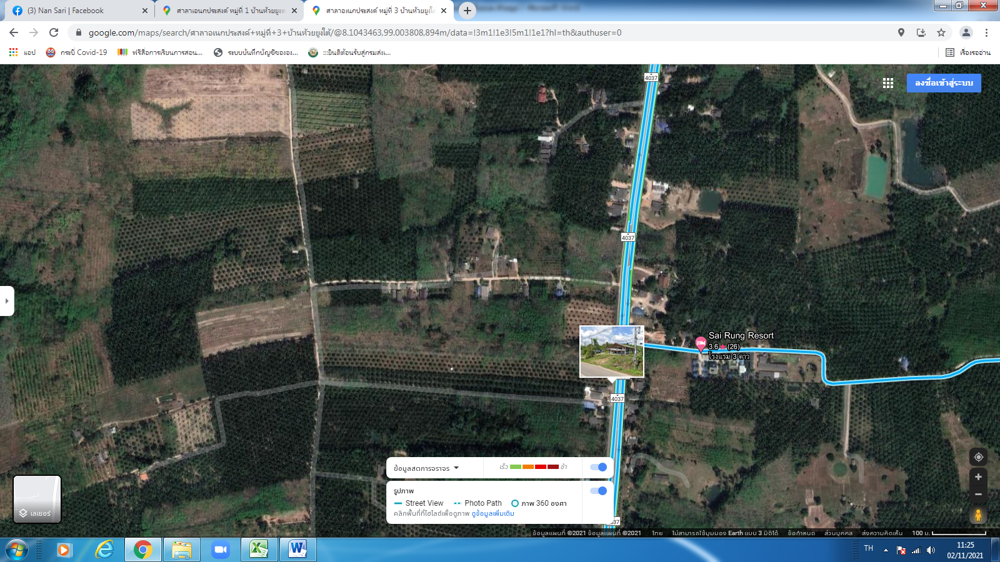 (3) Nan Sari | Facebook
ศาลาอเนกประสงค์ หมู่ที่ 1 บ้านห้วยยูง
ศาลาอเนกประสงค์ หมู่ที่ 3 บ้านห้วยยูงใต้
google.com/maps/search/ศาลาอเนกประสงค์+หมู่ที่+3+บ้านห้วยยูงใต้/@8.1043463,99.003808,894m/data=!3m1!1e3!5m1!1e1?hl=th&authuser=0
แอป
กระบี่ Covid-19
ฟรีสื่อการเรียนการสอน...
ระบบบันทึกบัญชีขององ...
:::ยินดีต้อนรับสู่กรมส่งเ...
เรื่องรออ่าน
4037
ลงชื่อเข้าสู่ระบบ
4037
Sai Rung Resort
3.6 ★ (26)
โรงแรม 3 ดาว
4037
ข้อมูลสดการจราจร
เร็ว
ช้า
รูปภาพ
Street View
Photo Path
ภาพ 360 องศา
คลิกพื้นที่ที่ไฮไลต์เพื่อดูภาพ ดูข้อมูลเพิ่มเติม
37
เลเยอร์
ข้อมูลแผนที่ ©2021 ข้อมูลแผนที่ ©2021
ไทย
ไม่สามารถใช้มุมมอง Earth แบบ 3 มิติได้
ข้อกำหนด
ส่วนบุคคล
ส่งความคิดเห็น
100 ม.
TH
11:25
02/11/2021